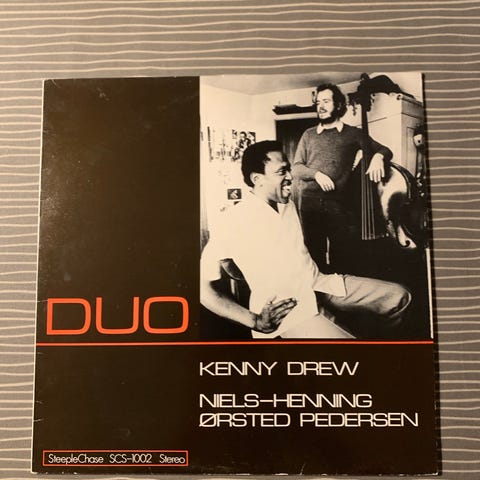 DUO
KENNY DREW
NIELS-HENNING
ØRSTED PEDERSEN
SteepleChase SCS-1002 Stereo